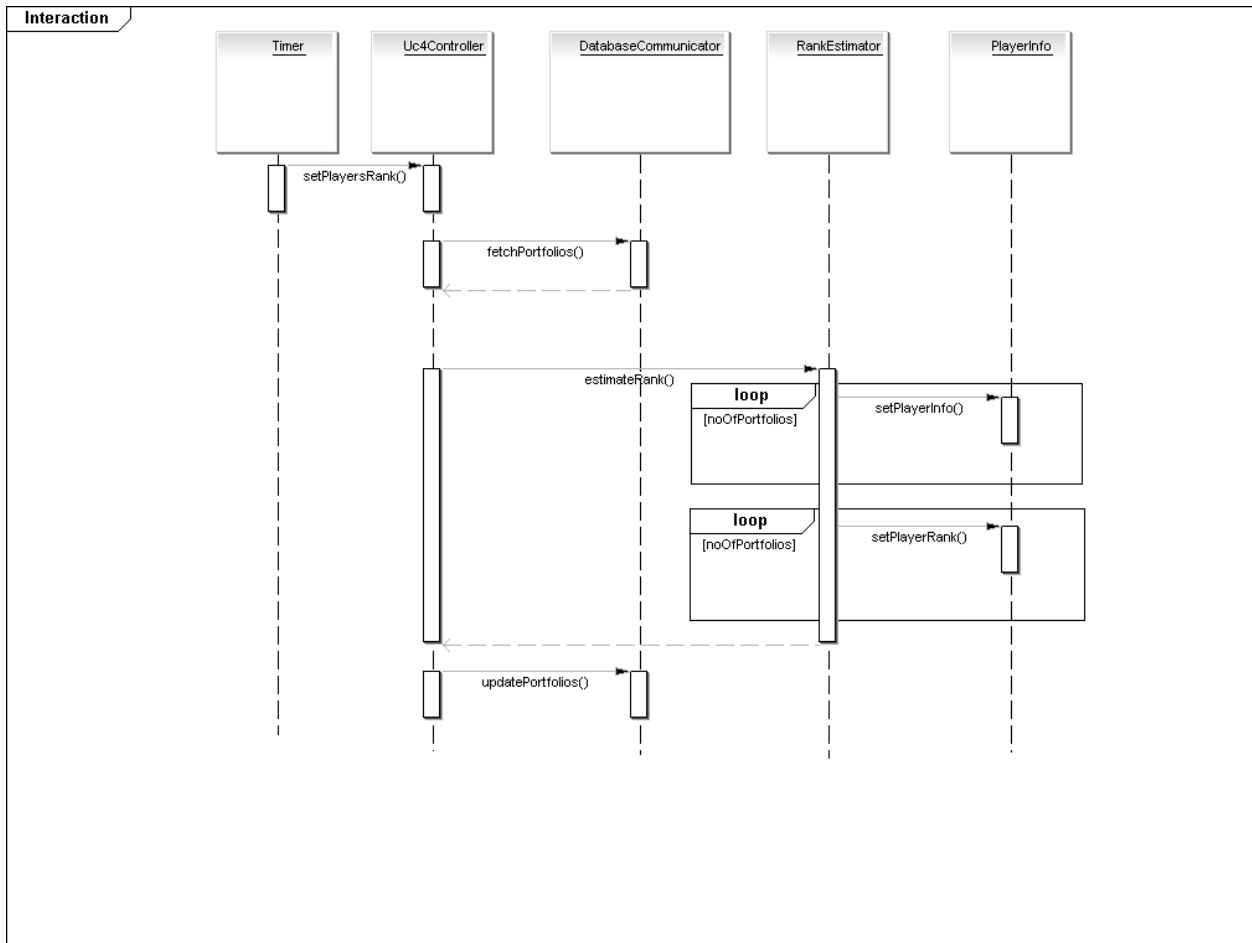 Interaction
Timer
Uc4Controller
DatabaseCommunicator
RankEstimator
PlayerInfo
setPlayersRank()
fetchPortfolios()
estimateRank()
loop
[noOfPortfolios]
setPlayerInfo()
loop
[noOfPortfolios]
setPlayerRank()
updatePortfolios()